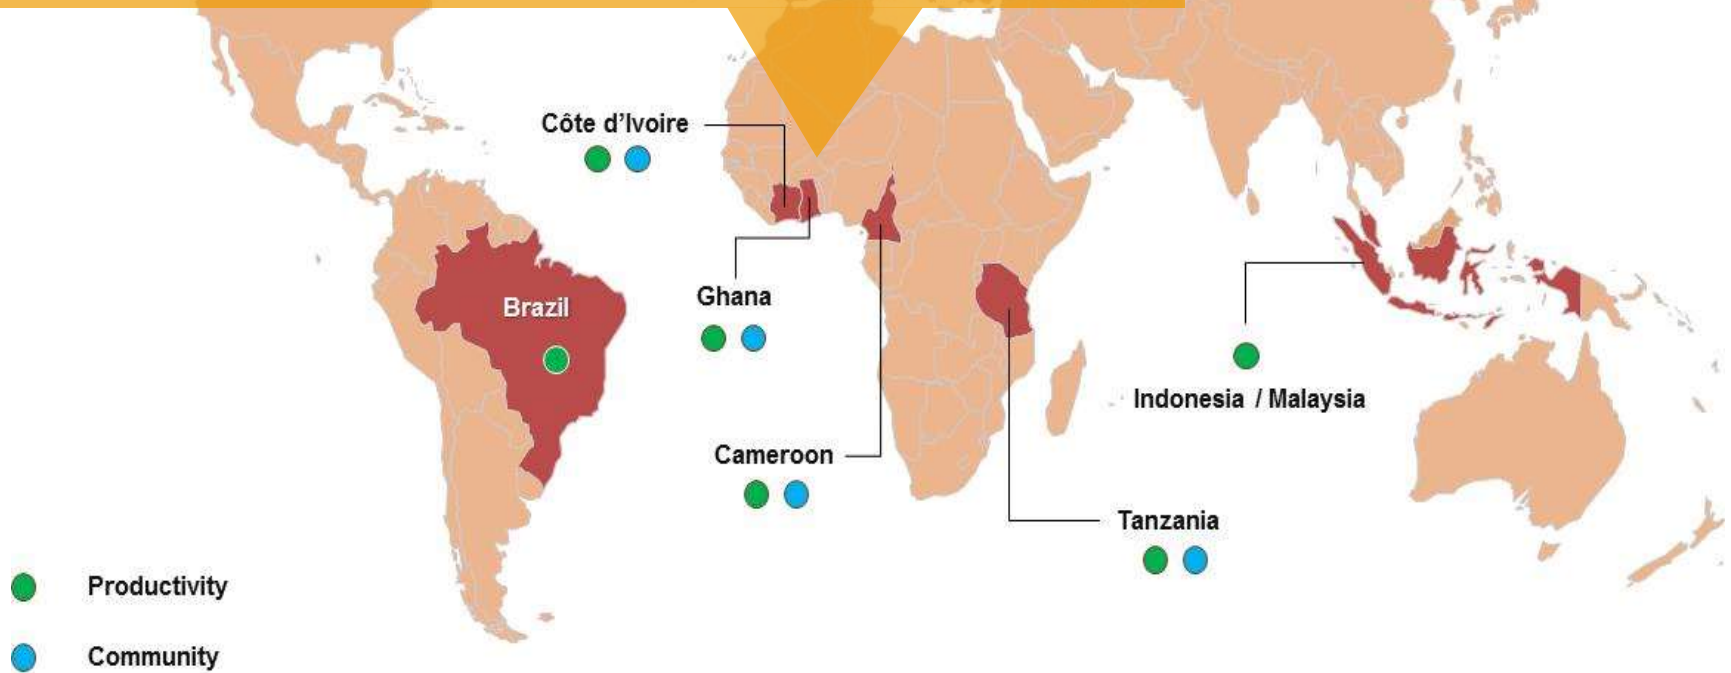 Côte d’Ivoire
Ghana
Brazil
Indonesia / Malaysia
Cameroon
Tanzania
Productivity
Community